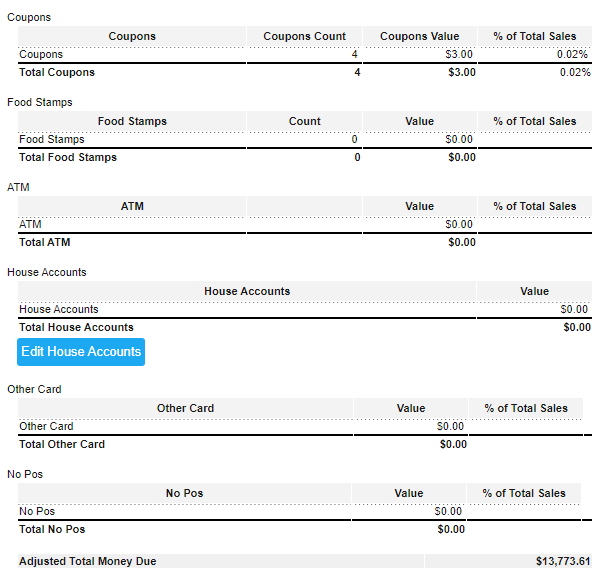 Coupons
Coupons Coupons Count Coupons Value % of Total Sales
Coupons 4 $3.00 0.02%
Total Coupons 4 $3.00 0.02%
Food Stamps
Food Stamps Count Value % of Total Sales
Food Stamps 0 $0.00
Total Food Stamps 0 $0.00
ATM
ATM Value % of Total Sales
ATM $0.00
Total ATM $0.00
House Accounts
House Accounts Value
House Accounts $0.00
Total House Accounts $0.00
Edit House Accounts
Other Card
Other Card Value % of Total Sales
Other Card $0.00
Total Other Card $0.00
No Pos
No Pos Value % of Total Sales
No Pos $0.00
Total No Pos $0.00
Adjusted Total Money Due $13,773.61